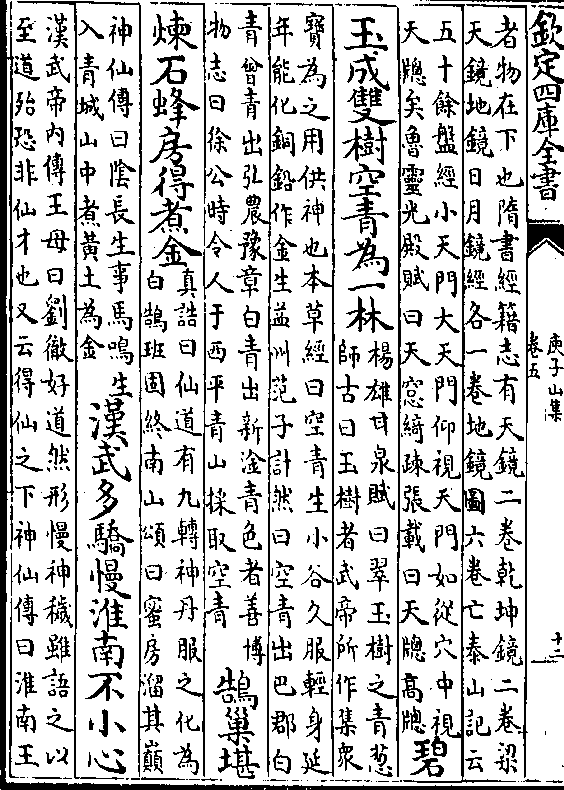 欽定四庫全書
庾子山集
卷五
十二
者物在下也隋書經籍志有天鏡二卷乾坤鏡二卷梁
天鏡地鏡日月鏡經各一卷地鏡圖六卷亡泰山記云
五十餘盤經小天門大天門仰視天門如從穴中視
天牕矣魯靈光殿賦曰天窓綺疎張載曰天牕高牕
碧
玉成雙樹空青為一林
楊雄甘泉賦曰翠玉樹之青葱
師古曰玉樹者武帝所作集衆
寳為之用供神也本草經曰空青生小谷久服輕身延
年能化銅鉛作金生益州范子計然曰空青出巴郡白
青曾青出弘農豫章白青出新淦青色者善博
物志曰徐公時令人于西平青山採取空青
鵠巢堪
煉石蜂房得煮金
真誥曰仙道有九轉神丹服之化為
白鵠班固終南山頌曰蜜房溜其巔
神仙傳曰陰長生事馬鳴生
入青城山中煮黄土為金
漢武多驕慢淮南不小心
漢武帝内傳王母曰劉徹好道然形慢神穢雖語之以
至道殆恐非仙才也又云得仙之下神仙傳曰淮南王